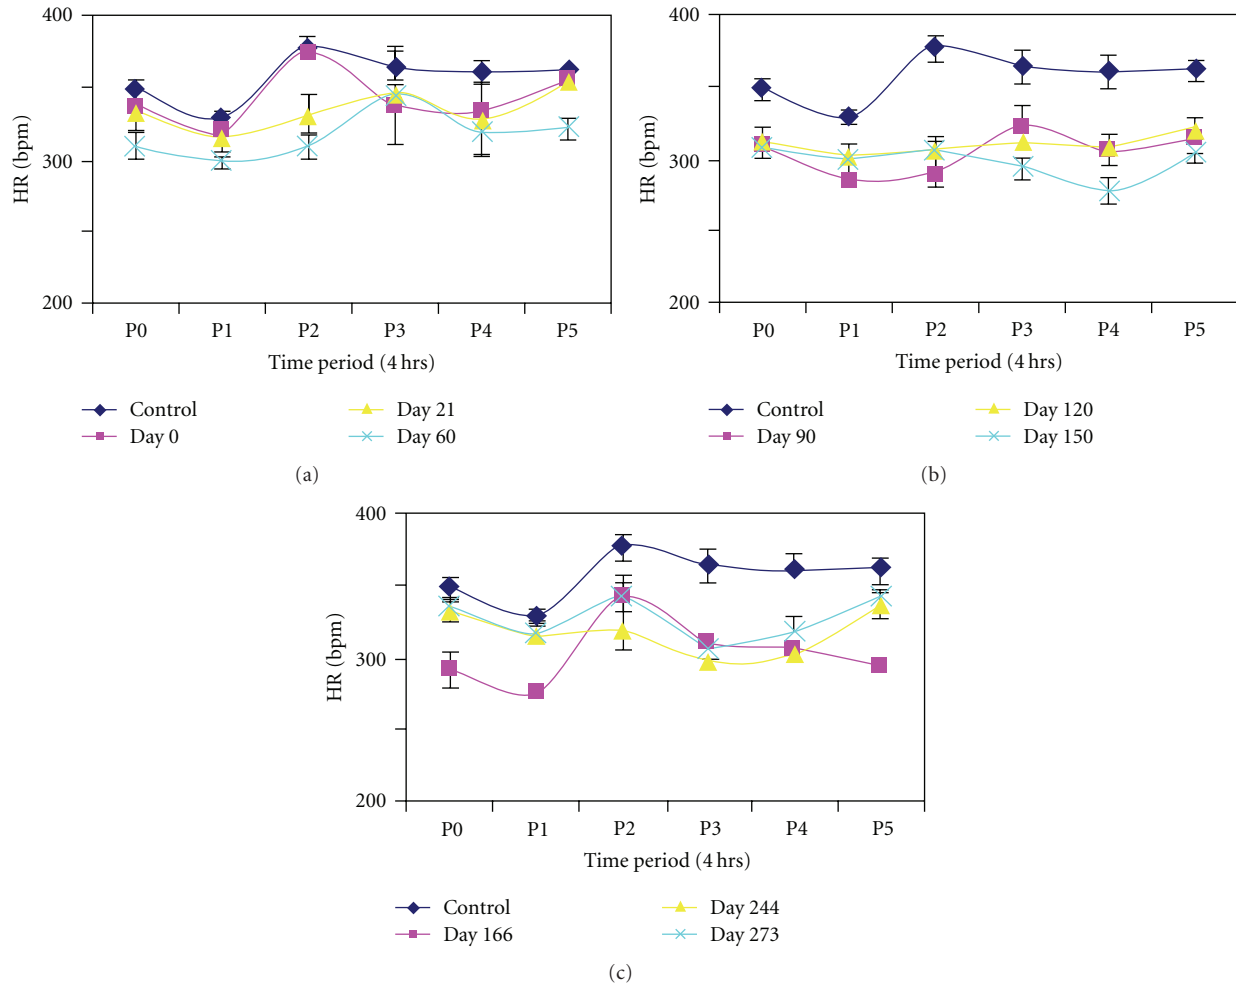 400
300
200
HR (bpm)
P0 P1 P2 P3 P4 P5
Time period (4 hrs)
Control
Day 0
Day 21
Day 60
(a)
400
300
200
HR (bpm)
P0 P1 P2 P3 P4 P5
Time period (4 hrs)
Control
Day 90
Day 120
Day 150
(b)
400
300
200
HR (bpm)
P0 P1 P2 P3 P4 P5
Time period (4 hrs)
Control
Day 166
Day 244
Day 273
(c)